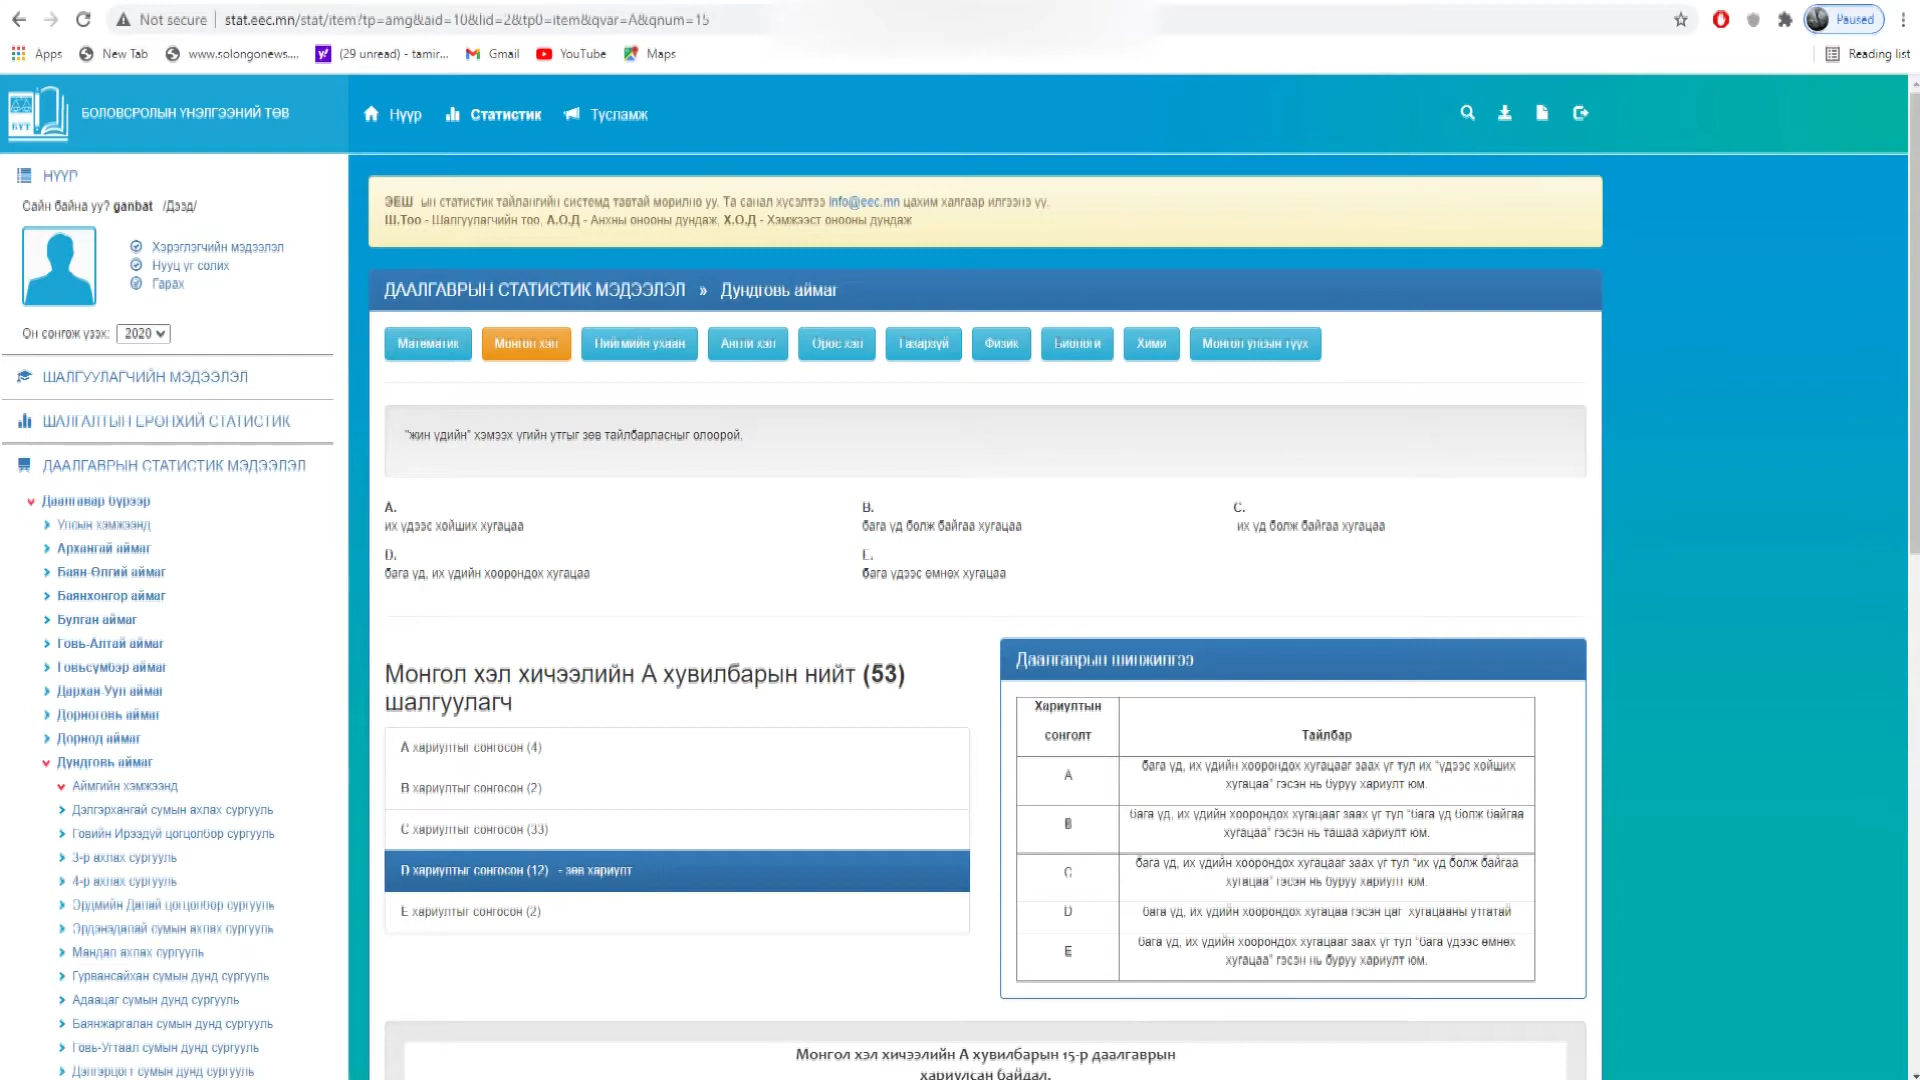 Not secure
stat.eec.mn/stat/item?tp=amg&aid=10&lid=2&tp0=item&qvar=A&qnum=15
Paused
Apps
New Tab
www.solongonews....
(29 unread) - tamir...
Gmail
YouTube
Maps
Reading list
БҮТ
БОЛОВСРОЛЫН ҮНЭЛГЭЭНИЙ ТӨВ
Нүүр
Статистик
Тусламж
НҮҮР
Сайн байна уу? ganbat /Дээд/
Хэрэглэгчийн мэдээлэл
Нууц үг солих
Гарах
Он сонгож үзэх: 2020
ШАЛГУУЛАГЧИЙН МЭДЭЭЛЭЛ
ШАЛГАЛТЫН ЕРӨНХИЙ СТАТИСТИК
ДААЛГАВРЫН СТАТИСТИК МЭДЭЭЛЭЛ
Даалгавар бүрээр
Улсын хэмжээнд
Архангай аймаг
Баян-Өлгий аймаг
Баянхонгор аймаг
Булган аймаг
Говь-Алтай аймаг
Говьсүмбэр аймаг
Дархан-Уул аймаг
Дорноговь аймаг
Дорнод аймаг
Дундговь аймаг
Аймгийн хэмжээнд
Дэлгэрхангай сумын ахлах сургууль
Говийн Ирээдүй цогцолбор сургууль
3-р ахлах сургууль
4-р ахлах сургууль
Эрдмийн Далай цогцолбор сургууль
Эрдэнэдалай сумын ахлах сургууль
Мандал ахлах сургууль
Гурвансайхан сумын дунд сургууль
Адаацаг сумын дунд сургууль
Баянжаргалан сумын дунд сургууль
Говь-Угтаал сумын дунд сургууль
Дэлгэрцогт сумын дунд сургууль
ЭЕШ ын статистик тайлангийн системд тавтай морилно уу. Та санал хүсэлтээ info@eec.mn цахим хаягаар илгээнэ үү.
Ш.Тоо - Шалгуулагчийн тоо, А.О.Д - Анхны онооны дундаж, Х.О.Д - Хэмжээст онооны дундаж
ДААЛГАВРЫН СТАТИСТИК МЭДЭЭЛЭЛ » Дундговь аймаг
Математик
Монгол хэл
Нийгмийн ухаан
Англи хэл
Орос хэл
Газарзүй
Физик
Биологи
Хими
Монгол улсын түүх
"жин үдийн" хэмээх үгийн утгыг зөв тайлбарласныг олоорой.
A.
их үдээс хойших хугацаа
B.
бага үд болж байгаа хугацаа
C.
их үд болж байгаа хугацаа
D.
бага үд, их үдийн хоорондох хугацаа
E.
бага үдээс өмнөх хугацаа
Монгол хэл хичээлийн A хувилбарын нийт (53)
шалгуулагч
A хариултыг сонгосон (4)
B хариултыг сонгосон (2)
C хариултыг сонгосон (33)
D хариултыг сонгосон (12) - зөв хариулт
E хариултыг сонгосон (2)
Даалгаврын шинжилгээ
Хариултын
сонголт
Тайлбар
A
бага үд, их үдийн хоорондох хугацааг заах үг тул их "үдээс хойших
хугацаа" гэсэн нь буруу хариулт юм.
B
бага үд, их үдийн хоорондох хугацааг заах үг тул "бага үд болж байгаа
хугацаа" гэсэн нь ташаа хариулт юм.
C
бага үд, их үдийн хоорондох хугацааг заах үг тул "их үд болж байгаа
хугацаа" гэсэн нь буруу хариулт юм.
D
бага үд, их үдийн хоорондох хугацаа гэсэн цаг хугацааны утгатай
E
бага үд, их үдийн хоорондох хугацааг заах үг тул "бага үдээс өмнөх
хугацаа" гэсэн нь буруу хариулт юм.
Монгол хэл хичээлийн A хувилбарын 15-р даалгаврын
хариулсан байдал.